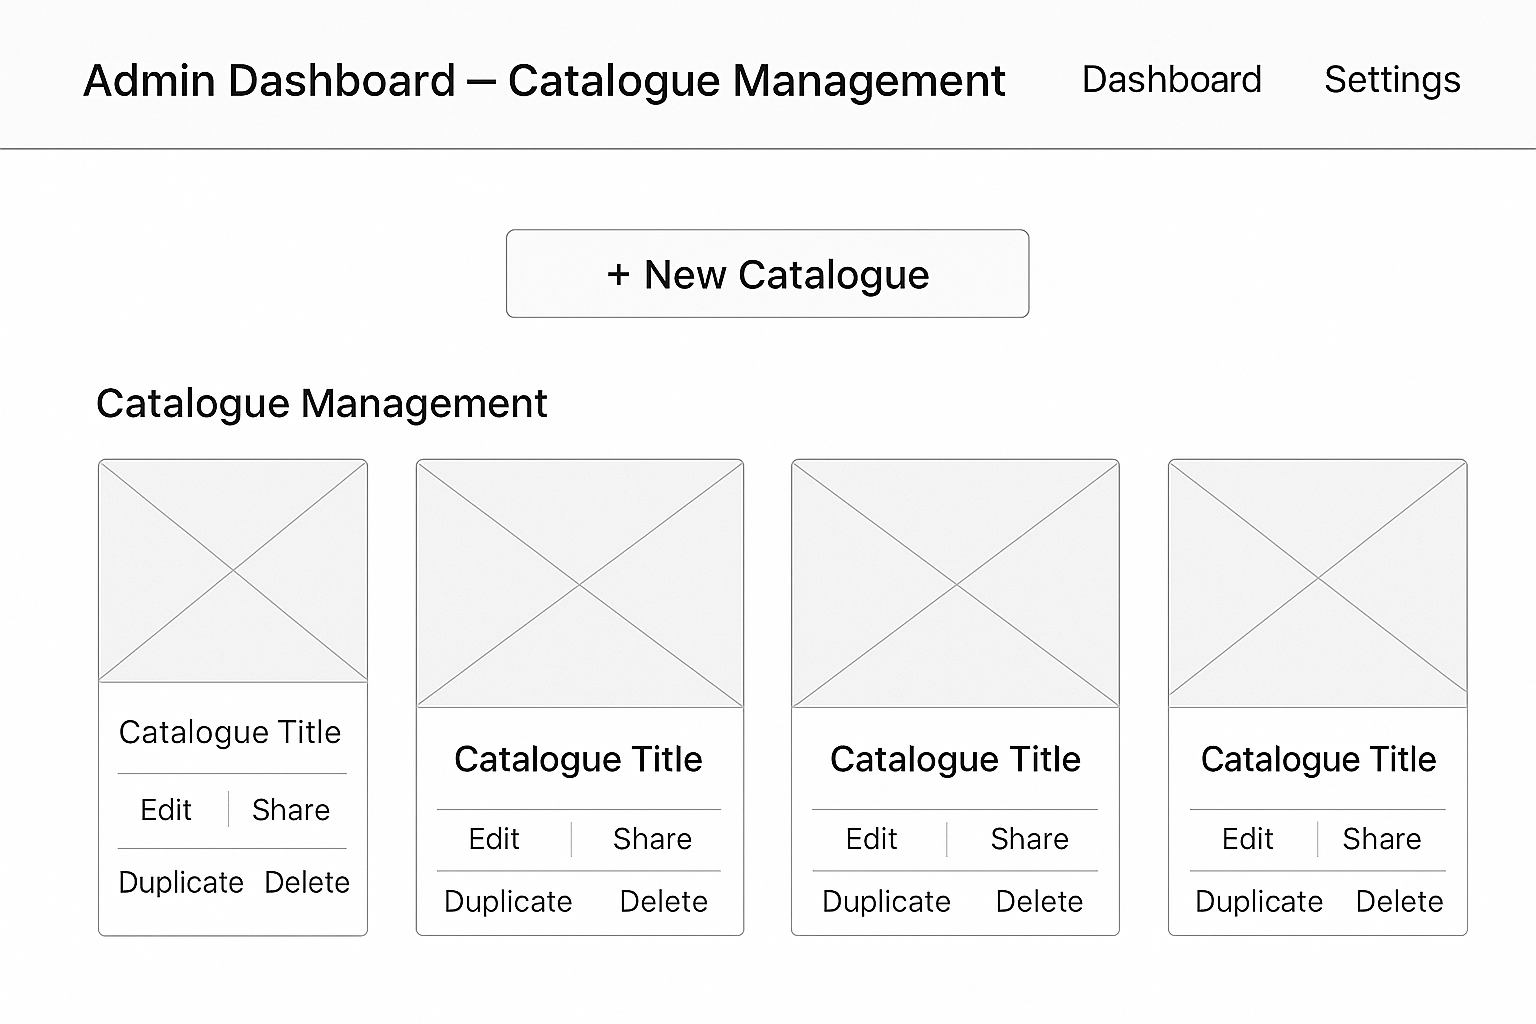 Admin Dashboard — Catalogue Management
Dashboard
Settings
+ New Catalogue
Catalogue Management
Catalogue Title
Edit
Share
Duplicate
Delete
Catalogue Title
Edit
Share
Duplicate
Delete
Catalogue Title
Edit
Share
Duplicate
Delete
Catalogue Title
Edit
Share
Duplicate
Delete